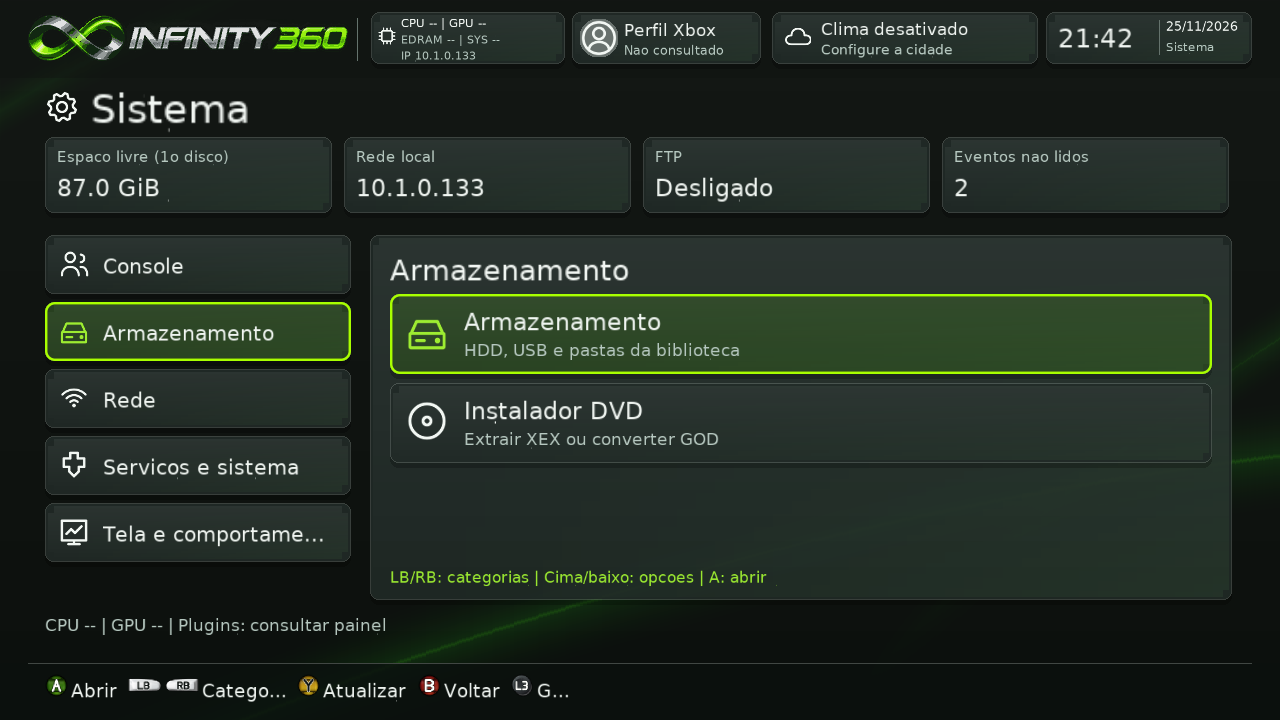 INFINITY 360
CPU -- | GPU --
EDRAM -- | SYS --
IP 10.1.0.133
Perfil Xbox
Nao consultado
Clima desativado
Configure a cidade
21:42
25/11/2026
Sistema
Sistema
Espaco livre (1o disco)
87.0 GiB
Rede local
10.1.0.133
FTP
Desligado
Eventos nao lidos
2
Console
Armazenamento
Rede
Servicos e sistema
Tela e comportame...
Armazenamento
Armazenamento
HDD, USB e pastas da biblioteca
Instalador DVD
Extrair XEX ou converter GOD
LB/RB: categorias | Cima/baixo: opcoes | A: abrir
CPU -- | GPU -- | Plugins: consultar painel
A Abrir LB RB Catego... Y Atualizar B Voltar L3 G...